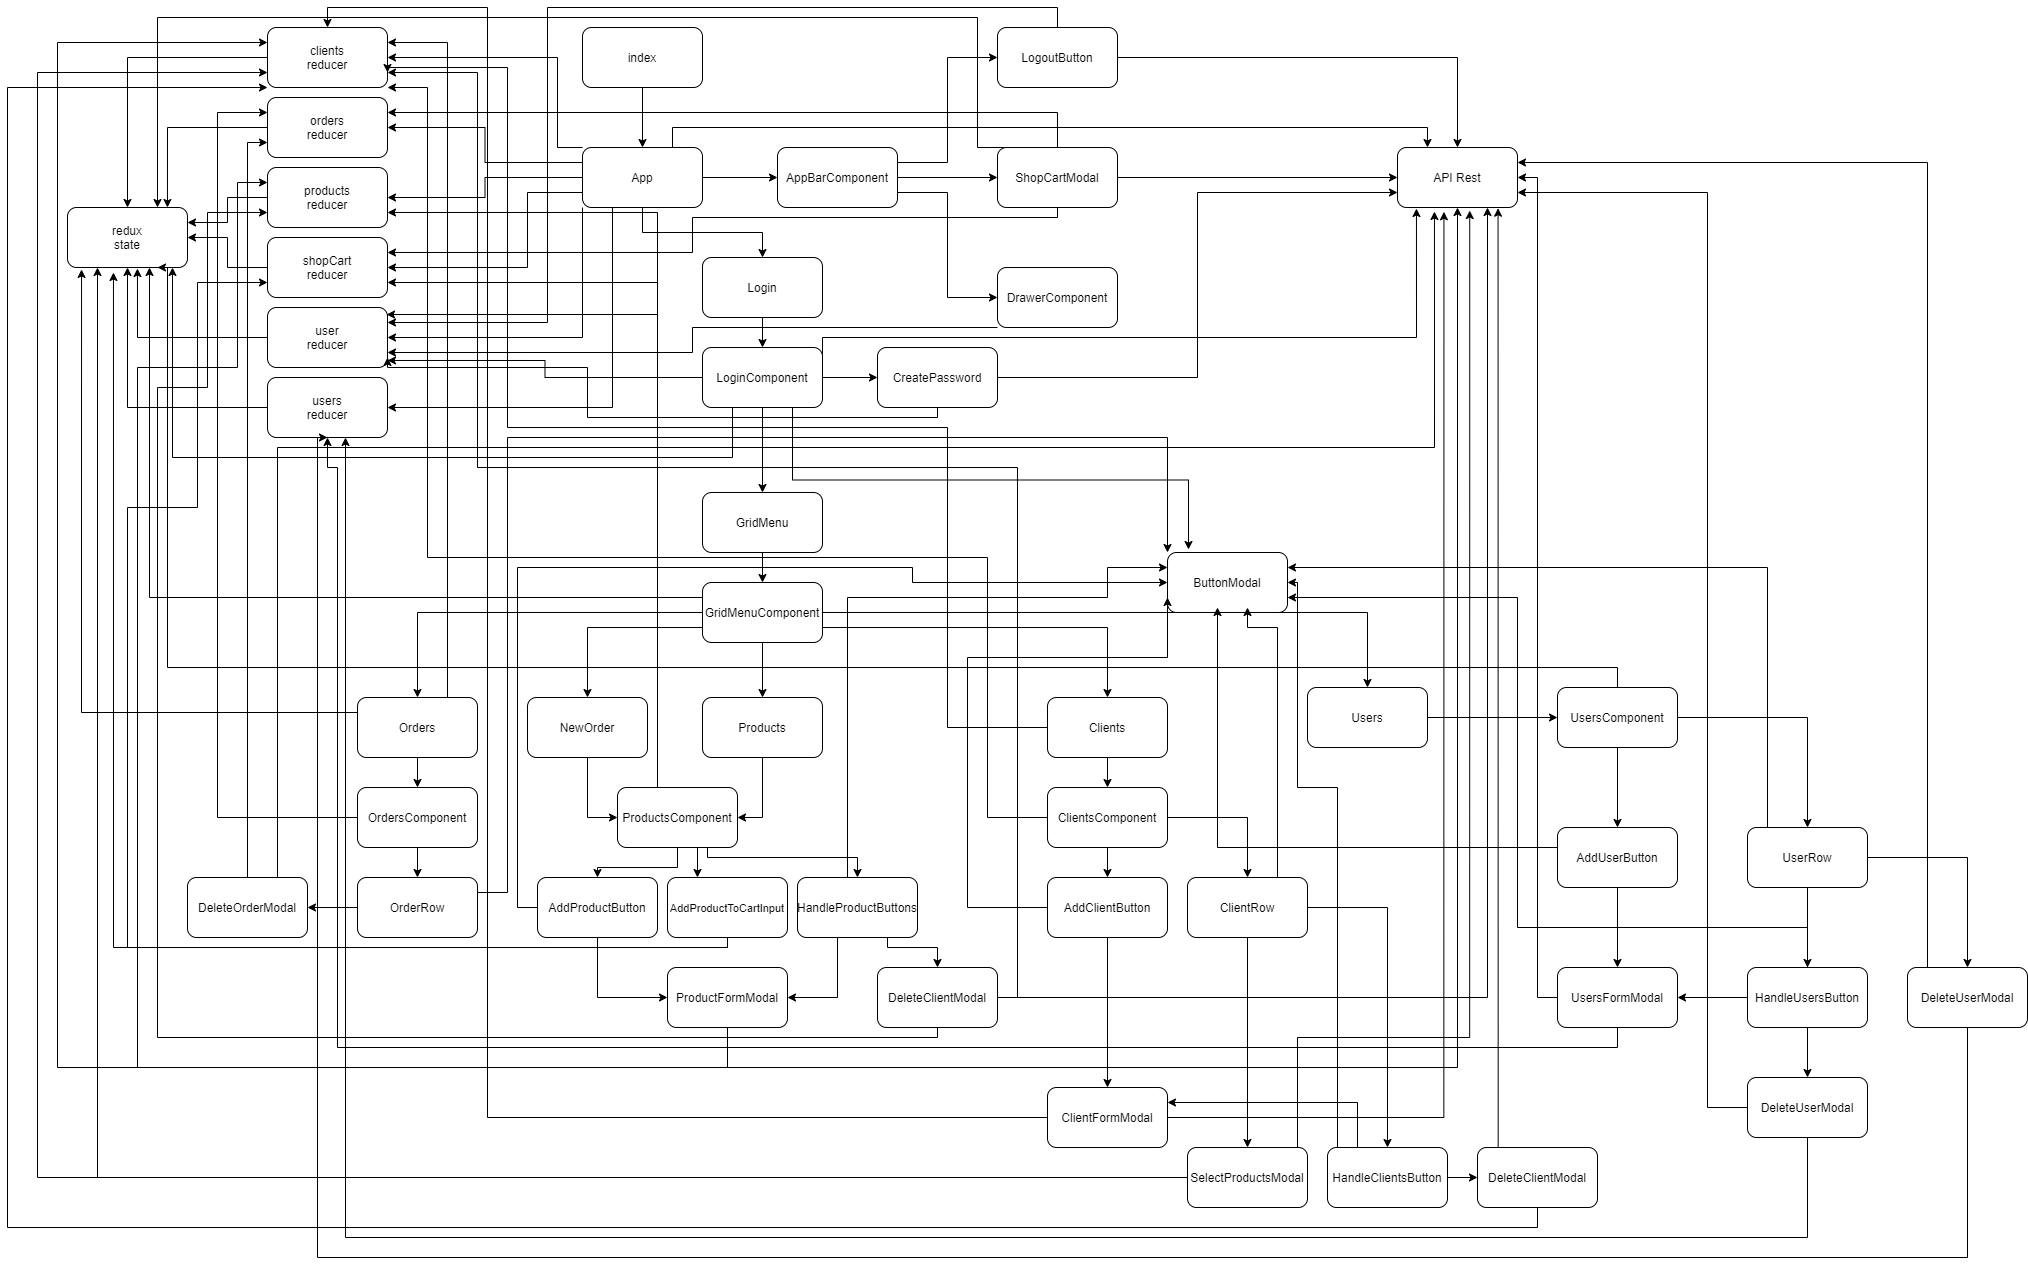 clients
reducer
index
LogoutButton
orders
reducer
products
reducer
App
AppBarComponent
ShopCartModal
API Rest
redux
state
shopCart
reducer
Login
DrawerComponent
user
reducer
LoginComponent
CreatePassword
users
reducer
GridMenu
ButtonModal
GridMenuComponent
Orders
NewOrder
Products
Clients
Users
UsersComponent
OrdersComponent
ProductsComponent
ClientsComponent
AddUserButton
UserRow
DeleteOrderModal
OrderRow
AddProductButton
AddProductToCartInput
HandleProductButtons
AddClientButton
ClientRow
ProductFormModal
DeleteClientModal
UsersFormModal
HandleUsersButton
DeleteUserModal
ClientFormModal
DeleteUserModal
SelectProductsModal
HandleClientsButton
DeleteClientModal